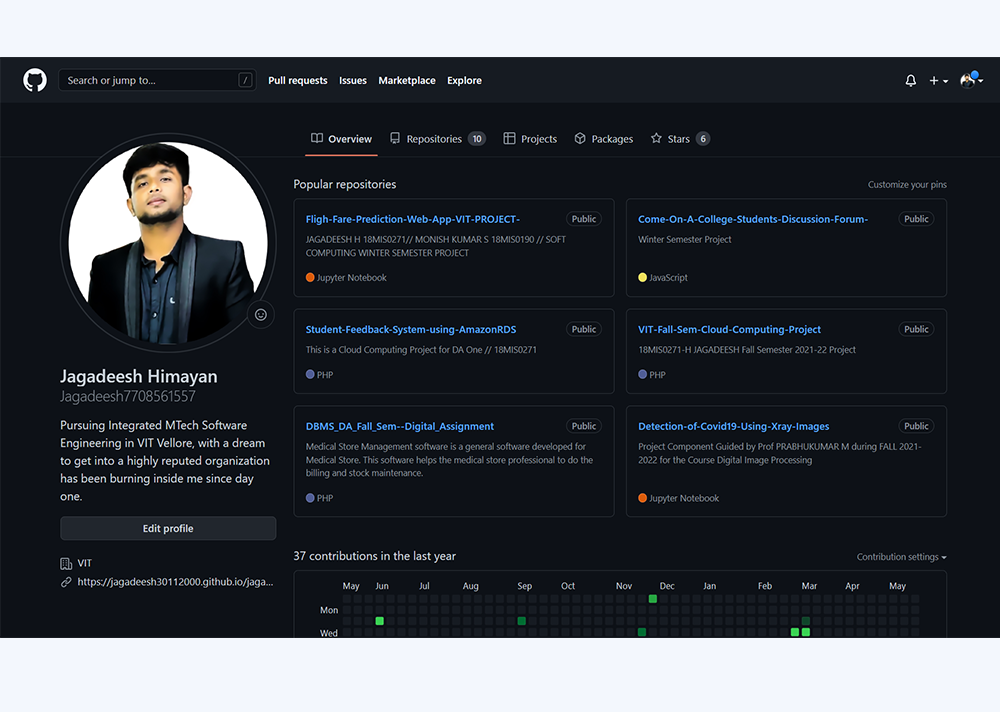 Search or jump to... /
Pull requests Issues Marketplace Explore
Overview Repositories 10 Projects Packages Stars 6
Jagadeesh Himayan
Jagadeesh7708561557
Pursuing Integrated MTech Software
Engineering in VIT Vellore, with a dream
to get into a highly reputed organization
has been burning inside me since day
one.
Edit profile
VIT
https://jagadeesh30112000.github.io/jaga...
Popular repositories Customize your pins
Fligh-Fare-Prediction-Web-App-VIT-PROJECT- Public
JAGADEESH H 18MIS0271// MONISH KUMAR S 18MIS0190 // SOFT
COMPUTING WINTER SEMESTER PROJECT
Jupyter Notebook
Come-On-A-College-Students-Discussion-Forum- Public
Winter Semester Project
JavaScript
Student-Feedback-System-using-AmazonRDS Public
This is a Cloud Computing Project for DA One // 18MIS0271
PHP
VIT-Fall-Sem-Cloud-Computing-Project Public
18MIS0271-H JAGADEESH Fall Semester 2021-22 Project
PHP
DBMS_DA_Fall_Sem--Digital_Assignment Public
Medical Store Management software is a general software developed for
Medical Store. This software helps the medical store professional to do the
billing and stock maintenance.
PHP
Detection-of-Covid19-Using-Xray-Images Public
Project Component Guided by Prof PRABHUKUMAR M during FALL 2021-
2022 for the Course Digital Image Processing
Jupyter Notebook
37 contributions in the last year Contribution settings
May Jun Jul Aug Sep Oct Nov Dec Jan Feb Mar Apr May
Mon
Wed